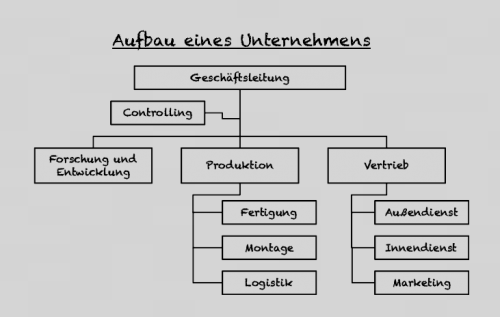 Aufbau eines Unternehmens
Geschäftsleitung
Controlling
Forschung und
Entwicklung
Produktion
Vertrieb
Fertigung
Außendienst
Montage
Innendienst
Logistik
Marketing